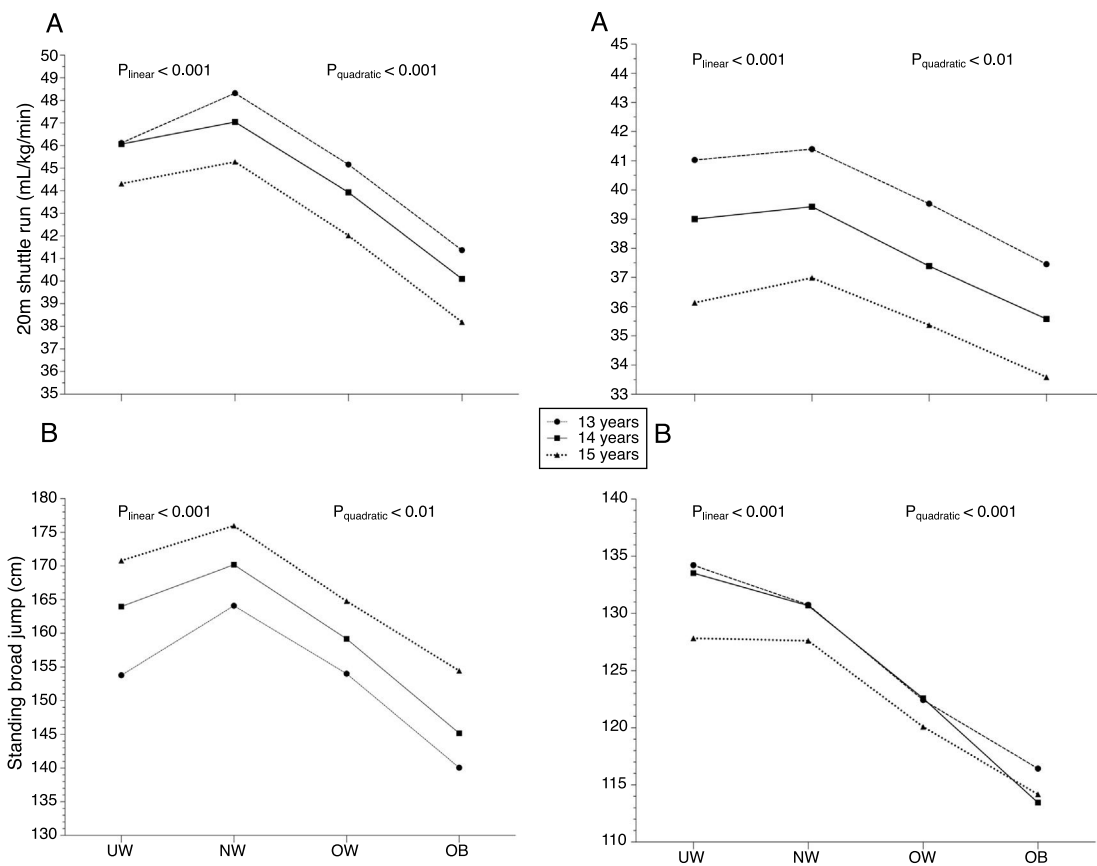 A
20m shuttle run (mL/kg/min)
50
49
48
47
46
45
44
43
42
41
40
39
38
37
36
35
P linear < 0.001
P quadratic < 0.001
A
45
44
43
42
41
40
39
38
37
36
35
34
33
P linear < 0.001
P quadratic < 0.01
13 years
14 years
15 years
B
Standing broad jump (cm)
180
175
170
165
160
155
150
145
140
135
130
P linear < 0.001
P quadratic < 0.01
UW NW OW OB
B
140
135
130
125
120
115
110
P linear < 0.001
P quadratic < 0.001
UW NW OW OB